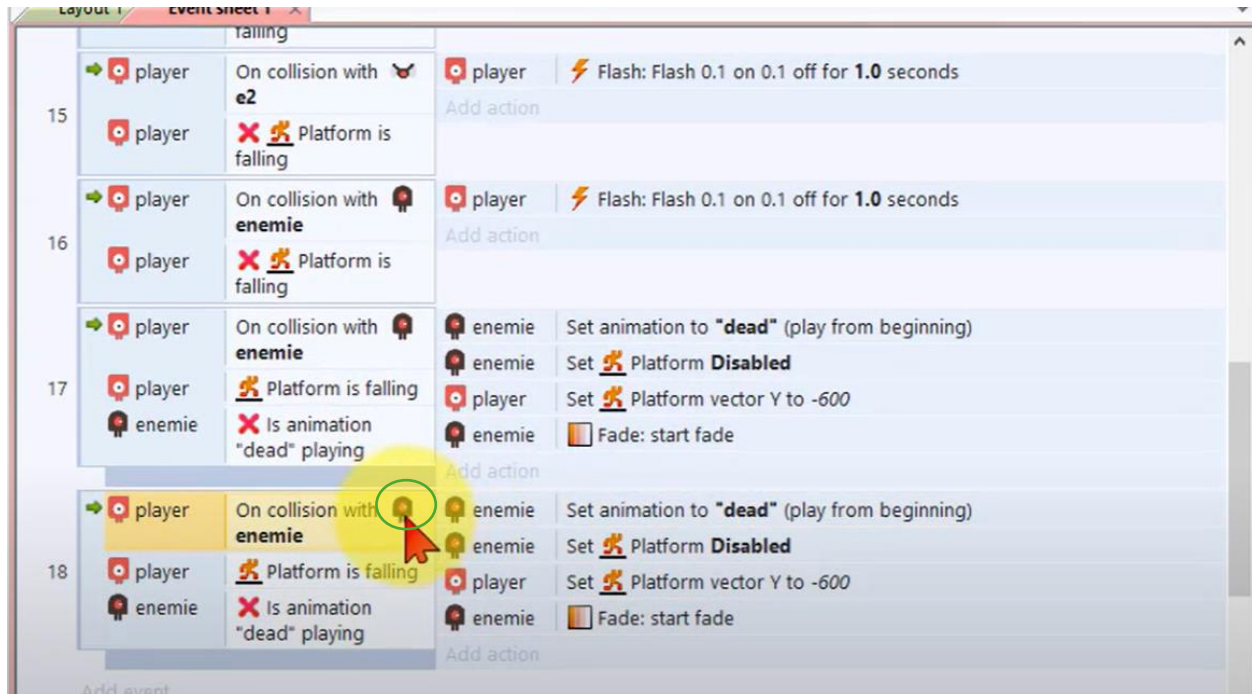 Layout 1 Event sheet 1 ×
falling
15
player On collision with e2
player Platform is falling
player Flash: Flash 0.1 on 0.1 off for 1.0 seconds
Add action
16
player On collision with enemie
player Platform is falling
player Flash: Flash 0.1 on 0.1 off for 1.0 seconds
Add action
17
player On collision with enemie
player Platform is falling
enemie Is animation "dead" playing
enemie Set animation to "dead" (play from beginning)
enemie Set Platform Disabled
player Set Platform vector Y to -600
enemie Fade: start fade
Add action
18
player On collision with enemie
player Platform is falling
enemie Is animation "dead" playing
enemie Set animation to "dead" (play from beginning)
enemie Set Platform Disabled
player Set Platform vector Y to -600
enemie Fade: start fade
Add action
Add event